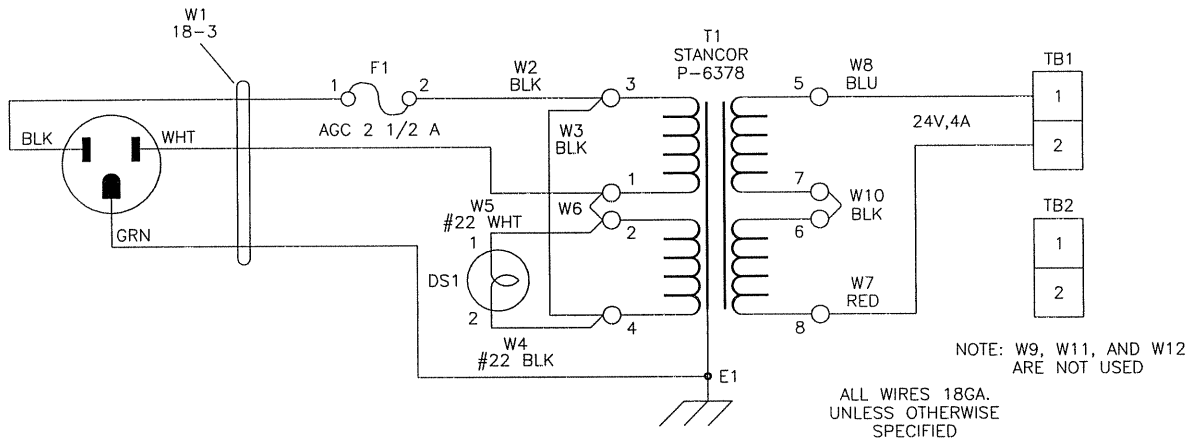 W1
18-3
F1
1
2
AGC 2 1/2 A
W2
BLK
T1
STANCOR
P-6378
W8
BLU
TB1
1
2
24V,4A
BLK
WHT
GRN
3
W3
BLK
1
W6
2
4
W5
#22 WHT
1
DS1
2
W4
#22 BLK
5
7
W10
BLK
6
W7
RED
8
TB2
1
2
E1
NOTE: W9, W11, AND W12
ARE NOT USED
ALL WIRES 18GA.
UNLESS OTHERWISE
SPECIFIED